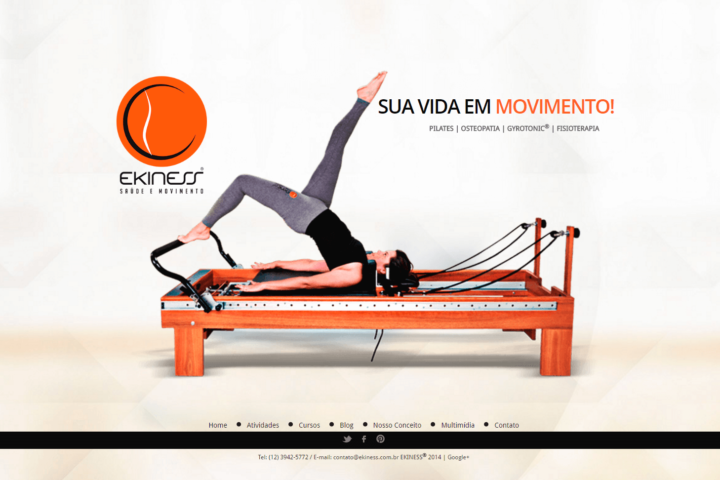 SUA VIDA EM MOVIMENTO!
PILATES | OSTEOPATIA | GYROTONIC® | FISIOTERAPIA
EKINESS®
SAÚDE E MOVIMENTO
Home • Atividades • Cursos • Blog • Nosso Conceito • Multimídia • Contato
Tel: (12) 3942-5772 / E-mail: contato@ekiness.com.br EKINESS® 2014 | Google+